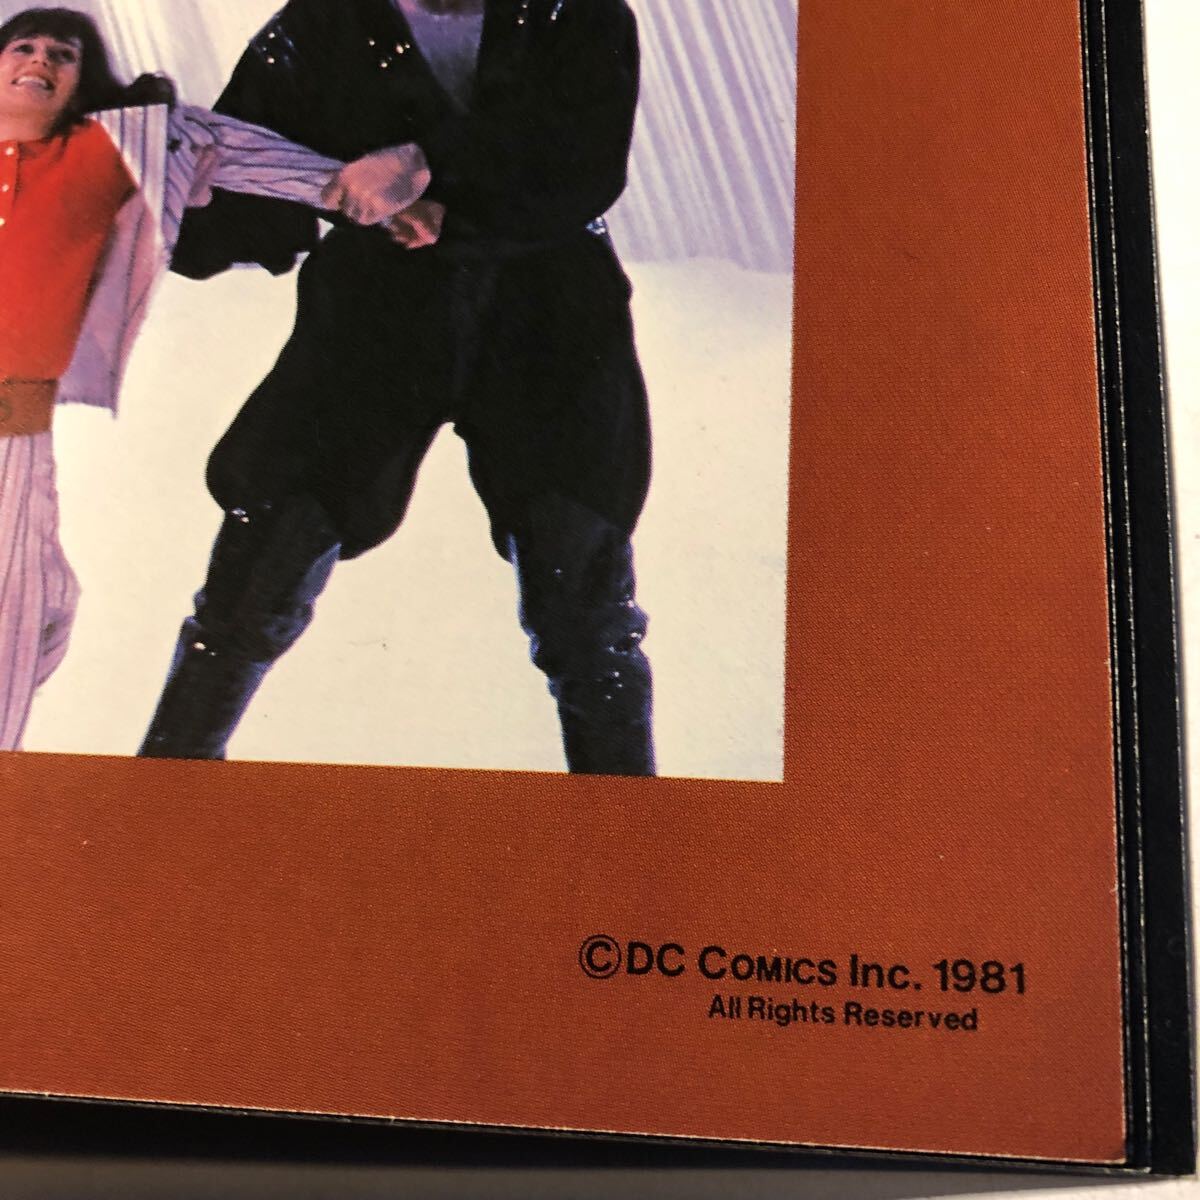 ©DC COMICS Inc. 1981
All Rights Reserved